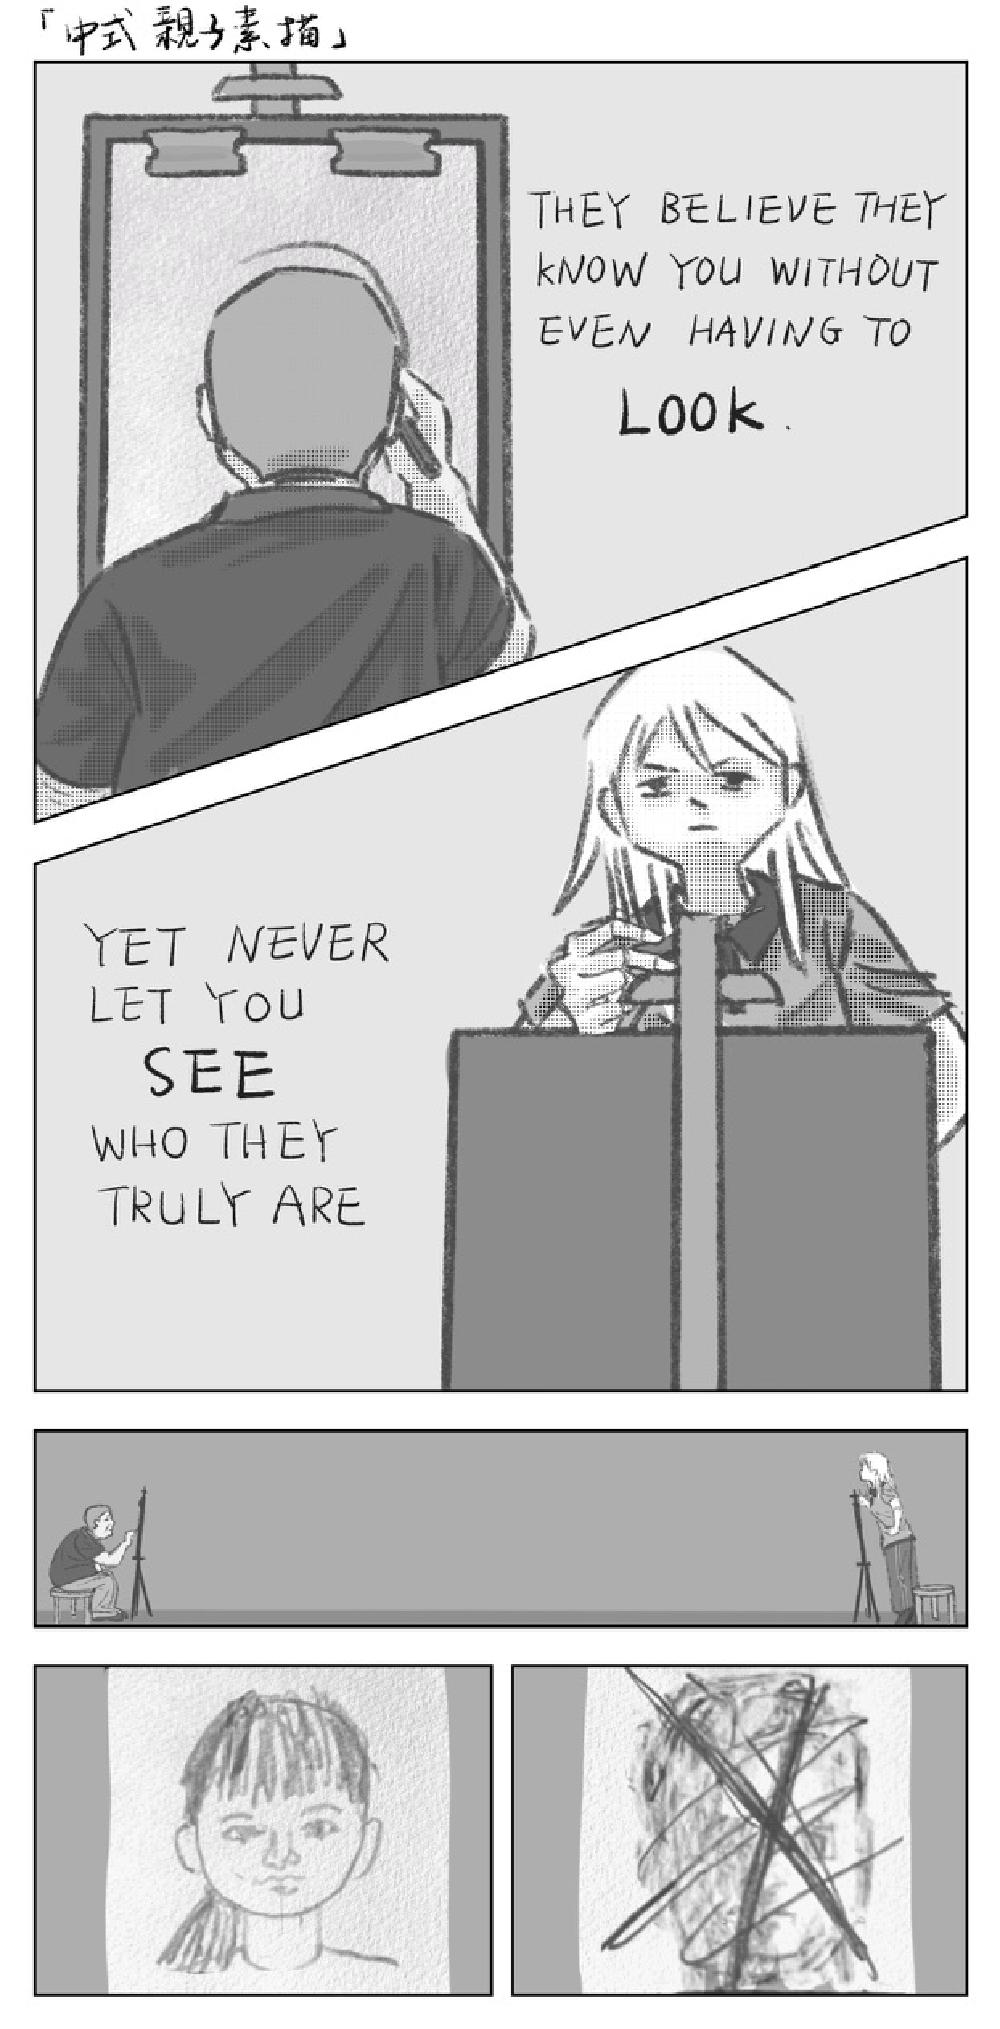 「中式親子素描」
THEY BELIEVE THEY
KNOW YOU WITHOUT
EVEN HAVING TO
LOOK.
YET NEVER
LET YOU
SEE
WHO THEY
TRULY ARE